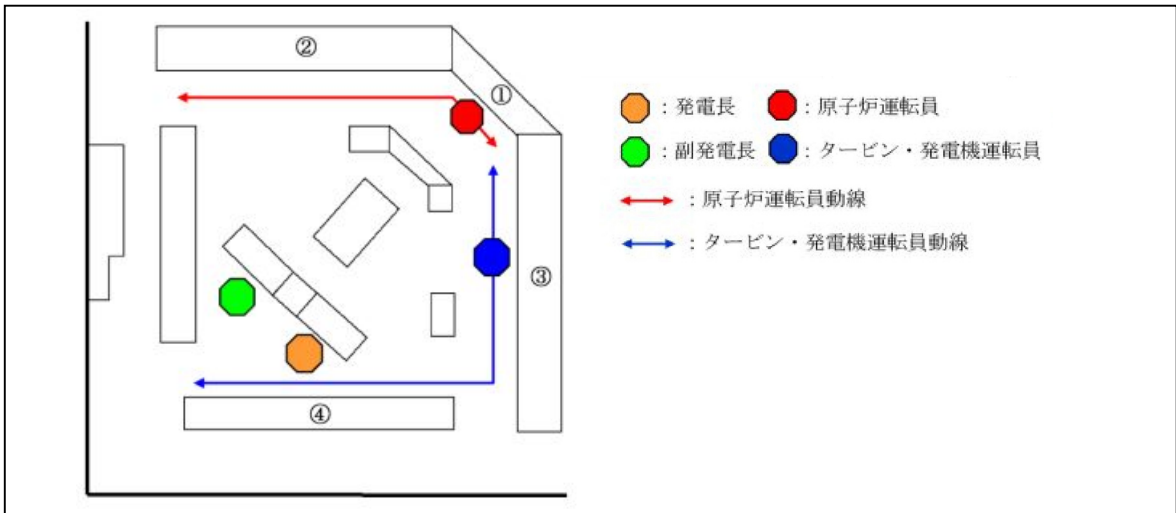 ②
①
③
④
：発電長 ：原子炉運転員
：副発電長 ：タービン・発電機運転員
：原子炉運転員動線
：タービン・発電機運転員動線